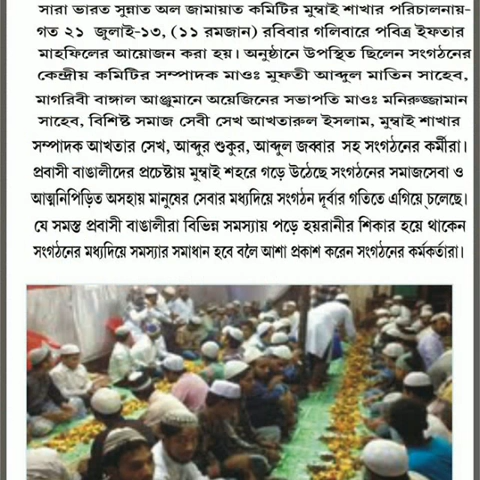 সারা ভারত সুন্নাত অল জামায়াত কমিটির মুম্বাই শাখার পরিচালনায়-
গত ২১ জুলাই-১৩, (১১ রমজান) রবিবার গলিবারে পবিত্র ইফতার
মাহফিলের আয়োজন করা হয়। অনুষ্ঠানে উপস্থিত ছিলেন সংগঠনের
কেন্দ্রীয় কমিটির সম্পাদক মাওঃ মুফতী আব্দুল মাতিন সাহেব,
মাগরিবী বাঙ্গাল আঞ্জুমানে অয়েজিনের সভাপতি মাওঃ মনিরুজ্জামান
সাহেব, বিশিষ্ট সমাজ সেবী সেখ আখতারুল ইসলাম, মুম্বাই শাখার
সম্পাদক আখতার সেখ, আব্দুর শুকুর, আব্দুল জব্বার সহ সংগঠনের কর্মীরা।
প্রবাসী বাঙালীদের প্রচেষ্টায় মুম্বাই শহরে গড়ে উঠেছে সংগঠনের সমাজসেবা ও
আত্মনিপিড়িত অসহায় মানুষের সেবার মধ্যদিয়ে সংগঠন দূর্বার গতিতে এগিয়ে চলেছে।
যে সমস্ত প্রবাসী বাঙালীরা বিভিন্ন সমস্যায় পড়ে হয়রানীর শিকার হয়ে থাকেন
সংগঠনের মধ্যদিয়ে সমস্যার সমাধান হবে বলৈ আশা প্রকাশ করেন সংগঠনের কর্মকর্তারা।